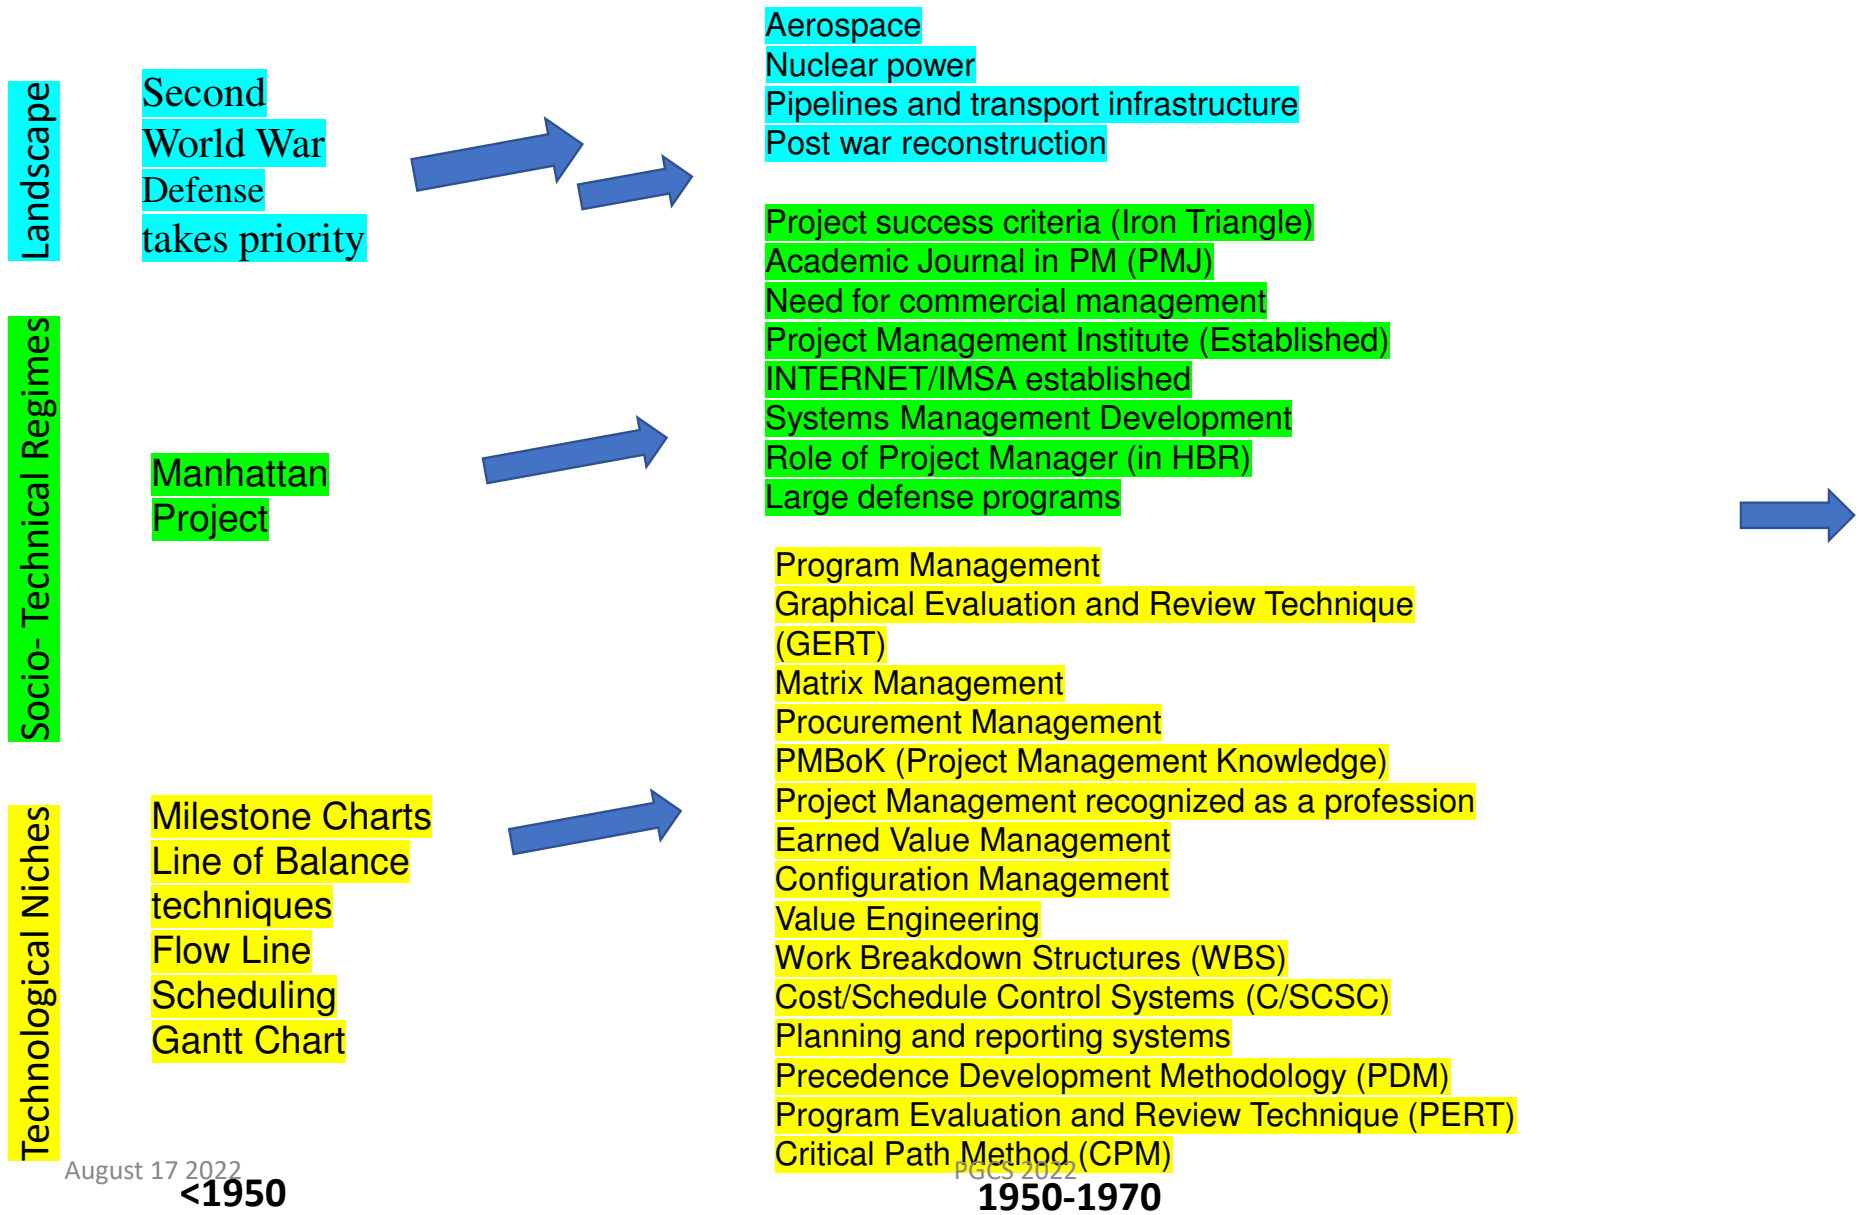 Landscape
Second
World War
Defense
takes priority
Aerospace
Nuclear power
Pipelines and transport infrastructure
Post war reconstruction
Socio- Technical Regimes
Manhattan
Project
Project success criteria (Iron Triangle)
Academic Journal in PM (PMJ)
Need for commercial management
Project Management Institute (Established)
INTERNET/IMSA established
Systems Management Development
Role of Project Manager (in HBR)
Large defense programs
Technological Niches
Milestone Charts
Line of Balance
techniques
Flow Line
Scheduling
Gantt Chart
Program Management
Graphical Evaluation and Review Technique
(GERT)
Matrix Management
Procurement Management
PMBoK (Project Management Knowledge)
Project Management recognized as a profession
Earned Value Management
Configuration Management
Value Engineering
Work Breakdown Structures (WBS)
Cost/Schedule Control Systems (C/SCSC)
Planning and reporting systems
Precedence Development Methodology (PDM)
Program Evaluation and Review Technique (PERT)
Critical Path Method (CPM)
August 17 2022
PGCS 2022
<1950
1950-1970